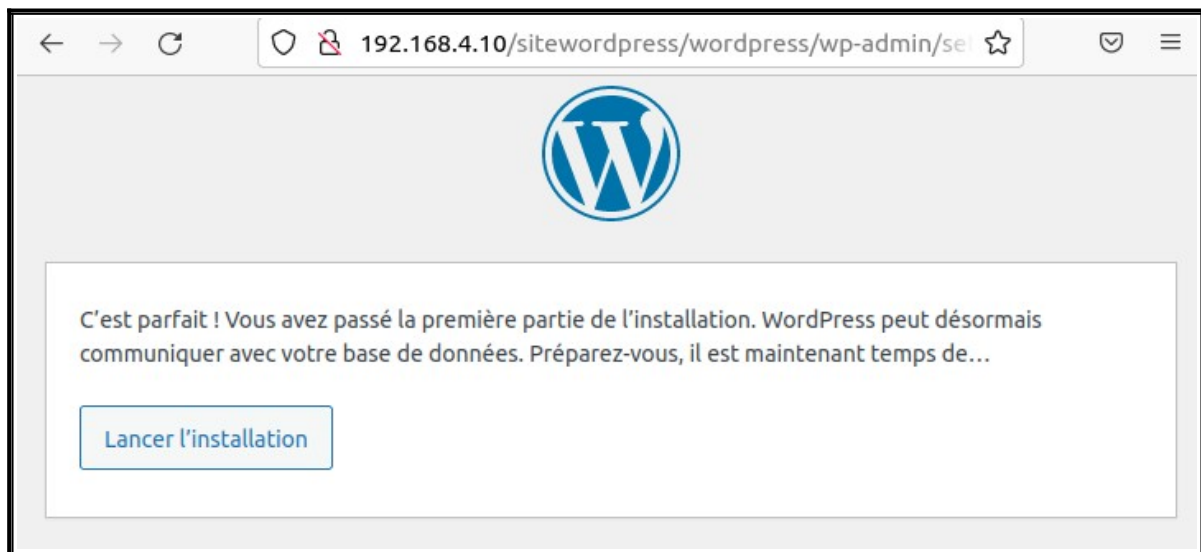 192.168.4.10/sitewordpress/wordpress/wp-admin/se
C’est parfait ! Vous avez passé la première partie de l’installation. WordPress peut désormais
communiquer avec votre base de données. Préparez-vous, il est maintenant temps de…
Lancer l’installation